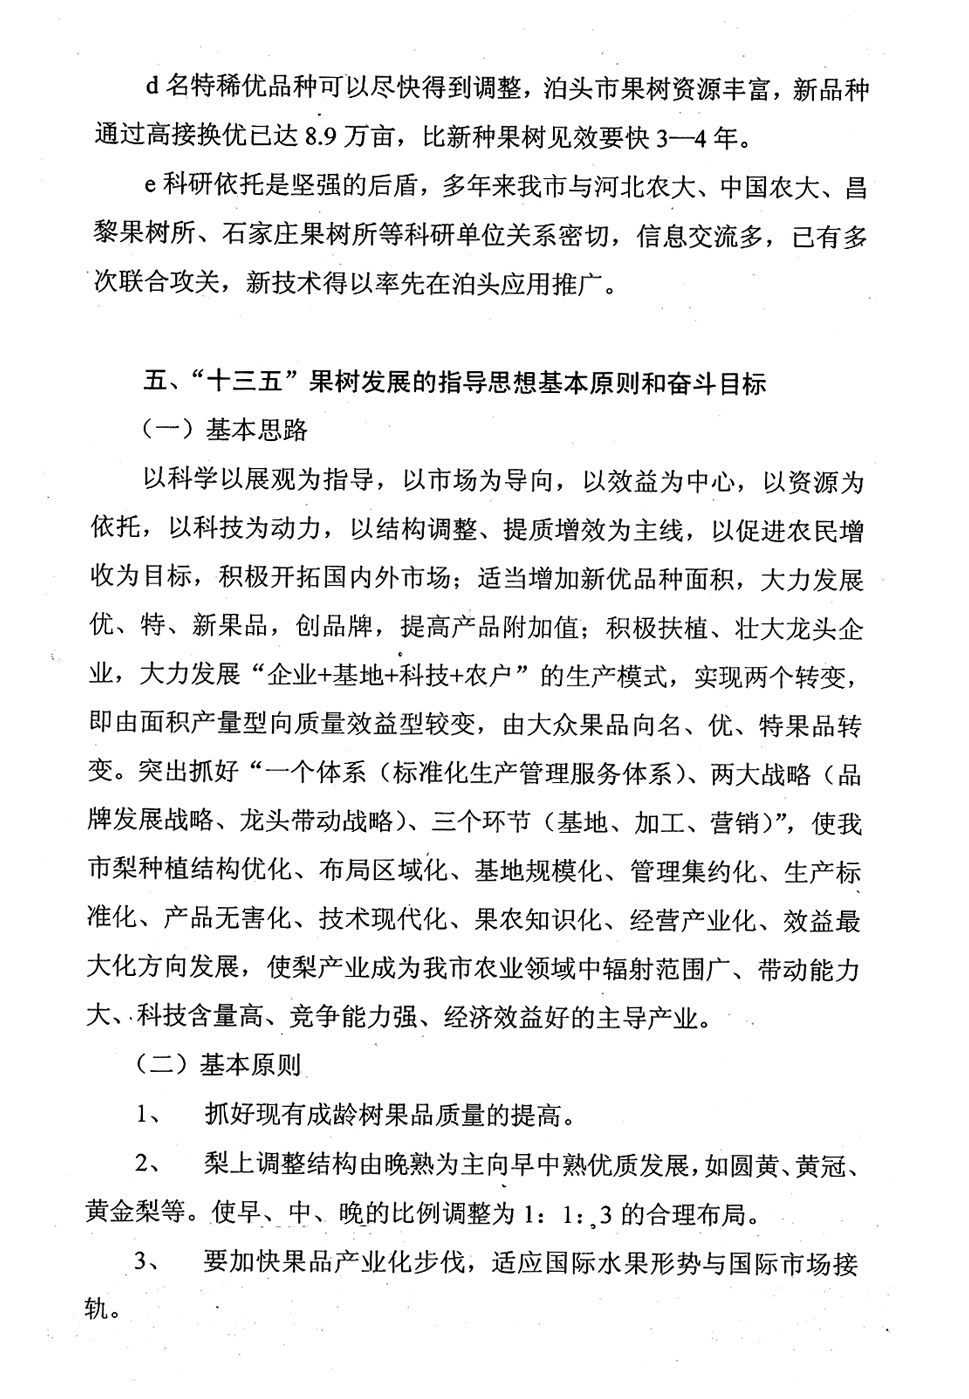 d 名特稀优品种可以尽快得到调整，泊头市果树资源丰富，新品种
通过高接换优已达 8.9 万亩，比新种果树见效要快 3—4 年。
e 科研依托是坚强的后盾，多年来我市与河北农大、中国农大、昌
黎果树所、石家庄果树所等科研单位关系密切，信息交流多，已有多
次联合攻关，新技术得以率先在泊头应用推广。
五、“十三五”果树发展的指导思想基本原则和奋斗目标
（一）基本思路
以科学以展观为指导，以市场为导向，以效益为中心，以资源为
依托，以科技为动力，以结构调整、提质增效为主线，以促进农民增
收为目标，积极开拓国内外市场；适当增加新优品种面积，大力发展
优、特、新果品，创品牌，提高产品附加值；积极扶植、壮大龙头企
业，大力发展“企业+基地+科技+农户”的生产模式，实现两个转变，
即由面积产量型向质量效益型较变，由大众果品向名、优、特果品转
变。突出抓好“一个体系（标准化生产管理服务体系）、两大战略（品
牌发展战略、龙头带动战略）、三个环节（基地、加工、营销）”，使我
市梨种植结构优化、布局区域化、基地规模化、管理集约化、生产标
准化、产品无害化、技术现代化、果农知识化、经营产业化、效益最
大化方向发展，使梨产业成为我市农业领域中辐射范围广、带动能力
大、科技含量高、竞争能力强、经济效益好的主导产业。
（二）基本原则
1、 抓好现有成龄树果品质量的提高。
2、 梨上调整结构由晚熟为主向早中熟优质发展，如圆黄、黄冠、
黄金梨等。使早、中、晚的比例调整为 1：1：3 的合理布局。
3、 要加快果品产业化步伐，适应国际水果形势与国际市场接
轨。